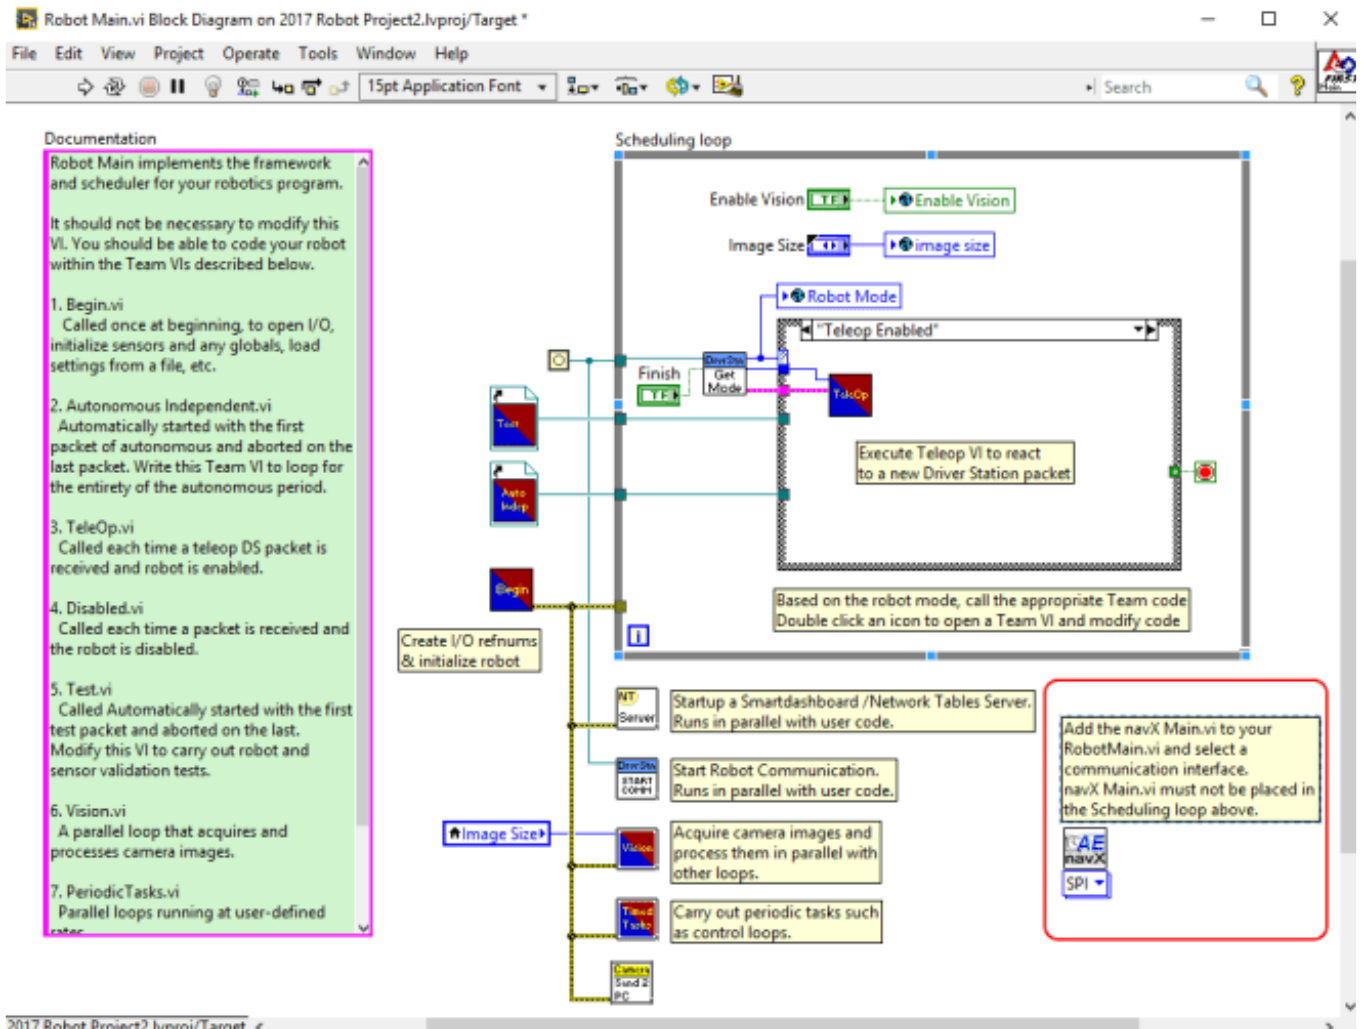 Robot Main.vi Block Diagram on 2017 Robot Project2.lvproj/Target *
File Edit View Project Operate Tools Window Help
15pt Application Font
Search
FIRST
Main
Documentation
Robot Main implements the framework
and scheduler for your robotics program.
It should not be necessary to modify this
VI. You should be able to code your robot
within the Team VIs described below.
1. Begin.vi
Called once at beginning, to open I/O,
initialize sensors and any globals, load
settings from a file, etc.
2. Autonomous Independent.vi
Automatically started with the first
packet of autonomous and aborted on the
last packet. Write this Team VI to loop for
the entirety of the autonomous period.
3. TeleOp.vi
Called each time a teleop DS packet is
received and robot is enabled.
4. Disabled.vi
Called each time a packet is received and
the robot is disabled.
5. Test.vi
Called Automatically started with the first
test packet and aborted on the last.
Modify this VI to carry out robot and
sensor validation tests.
6. Vision.vi
A parallel loop that acquires and
processes camera images.
7. PeriodicTasks.vi
Parallel loops running at user-defined
rates
Scheduling loop
Enable Vision
TF
Enable Vision
Image Size
image size
Robot Mode
"Teleop Enabled"
Finish
TF
DrvrStn
Get
Mode
TeleOp
Execute Teleop VI to react
to a new Driver Station packet
Test
Auto
Indep
Begin
Create I/O refnums
& initialize robot
i
Based on the robot mode, call the appropriate Team code
Double click an icon to open a Team VI and modify code
NT
Server
Startup a Smartdashboard /Network Tables Server.
Runs in parallel with user code.
DrvrStn
START
COMM
Start Robot Communication.
Runs in parallel with user code.
Image Size
Vision
Acquire camera images and
process them in parallel with
other loops.
Timed
Tasks
Carry out periodic tasks such
as control loops.
Camera
Send 2
PC
Add the navX Main.vi to your
RobotMain.vi and select a
communication interface.
navX Main.vi must not be placed in
the Scheduling loop above.
AE
navX
SPI
2017 Robot Project2.lvproj/Target